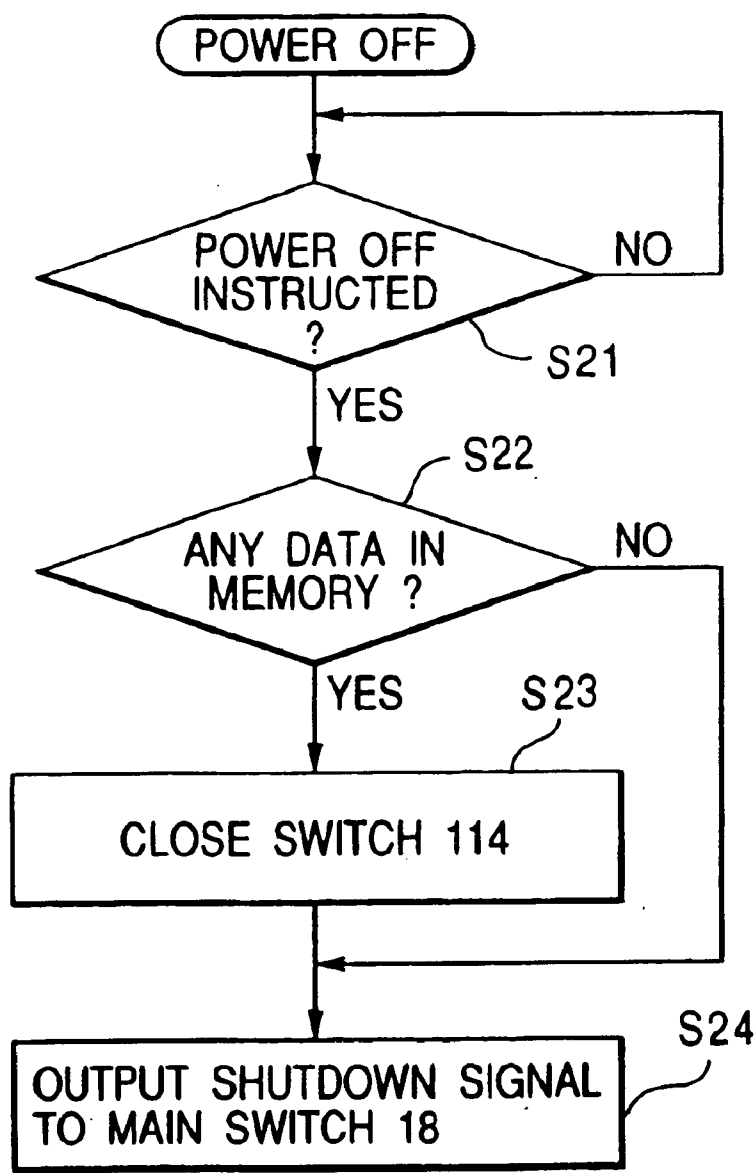 POWER OFF
POWER OFF
INSTRUCTED
?
NO
S21
YES
S22
ANY DATA IN
MEMORY ?
NO
YES
S23
CLOSE SWITCH 114
S24
OUTPUT SHUTDOWN SIGNAL
TO MAIN SWITCH 18